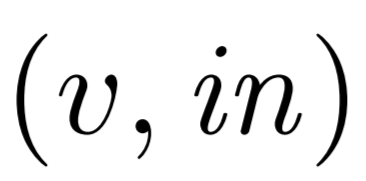 (v, in)